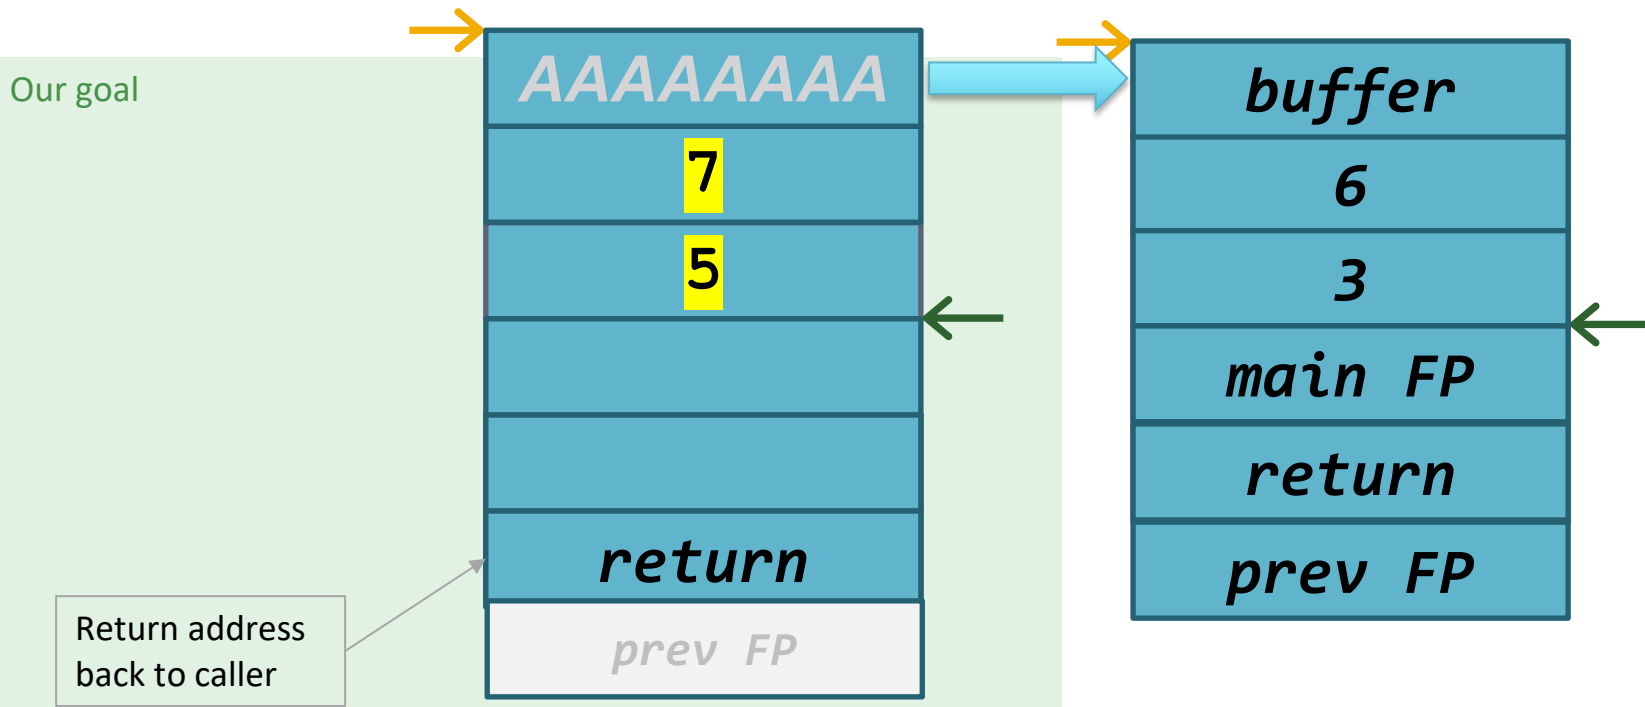 Our goal
AAAAAAAA
7
5
return
prev FP
Return address
back to caller
buffer
6
3
main FP
return
prev FP